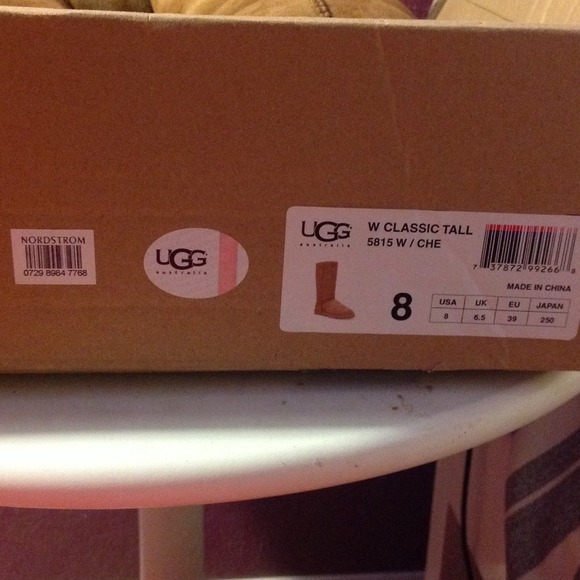 NORDSTROM
0729 8984 7768
UGG
australia
UGG
australia
W CLASSIC TALL
5815 W / CHE
7 37872 99266 8
MADE IN CHINA
8
USA UK EU JAPAN
8 6.5 39 250